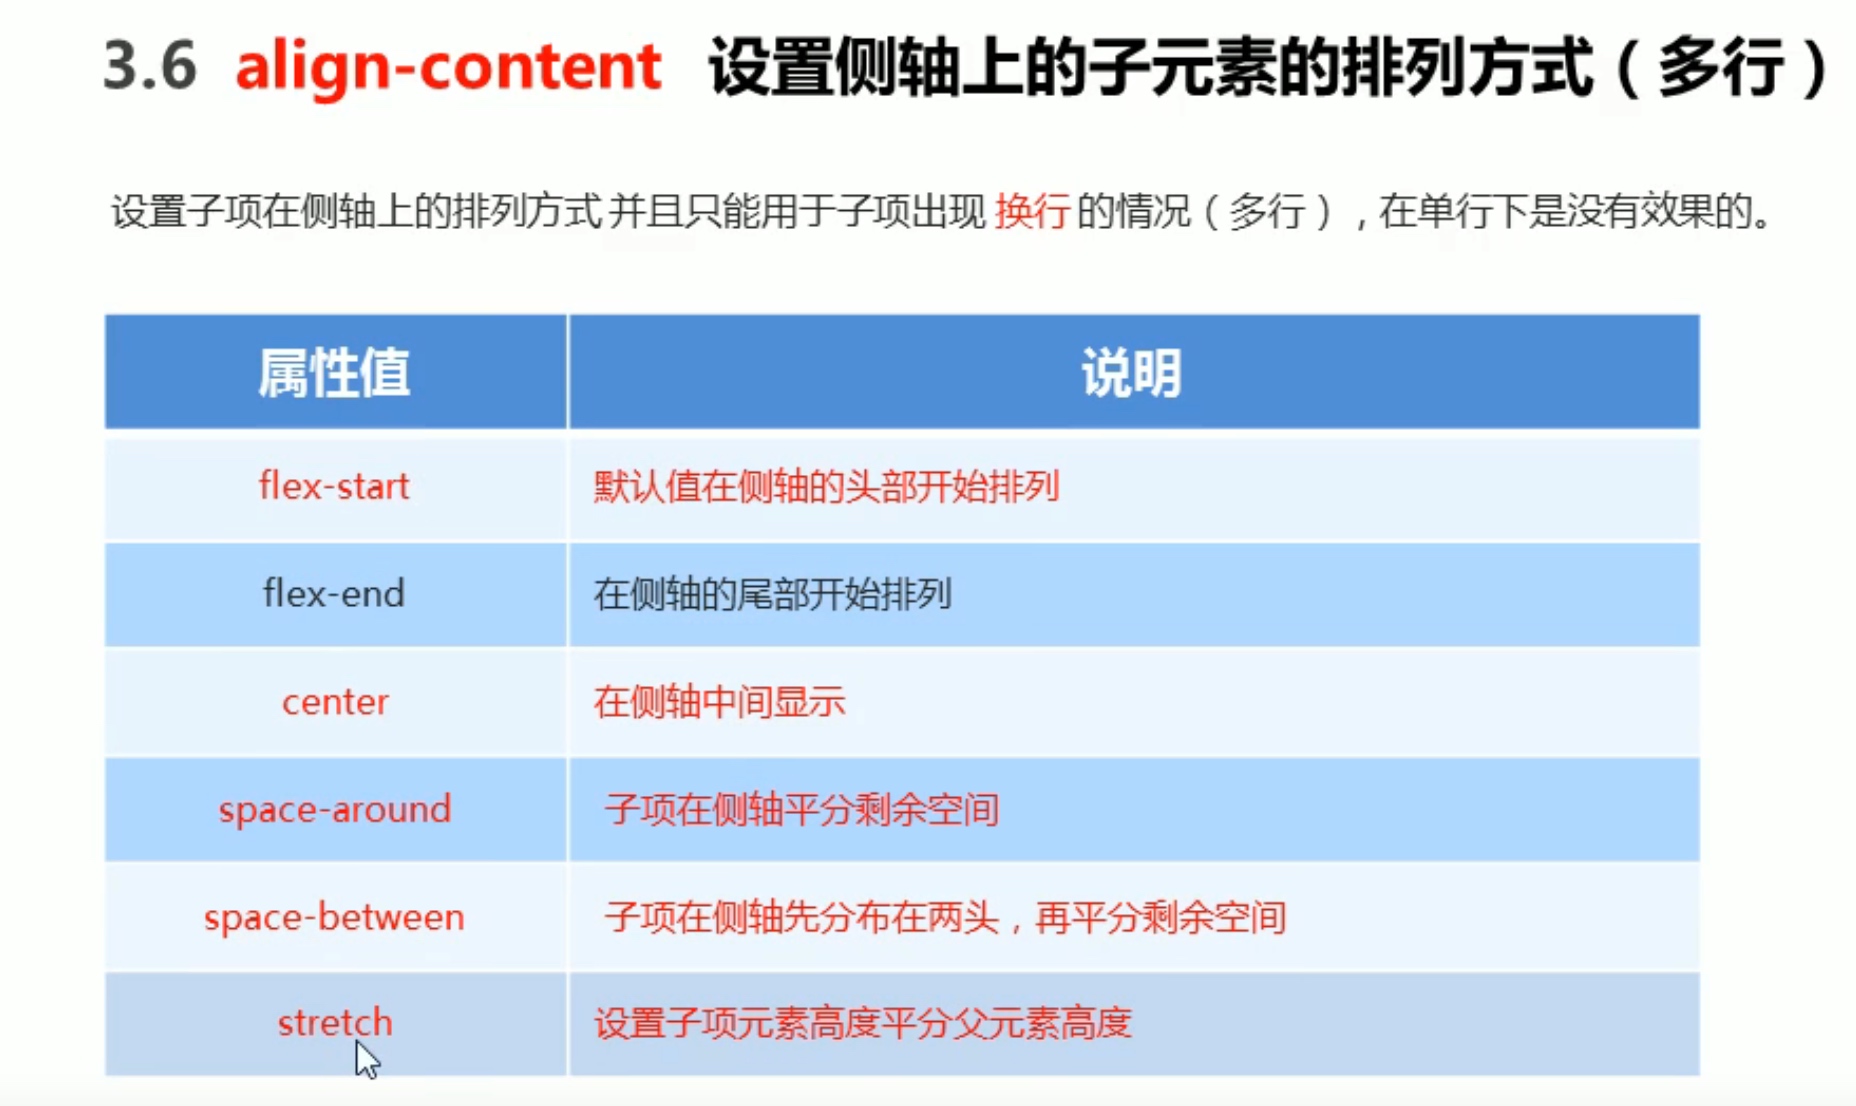 3.6 align-content 设置侧轴上的子元素的排列方式（多行）
设置子项在侧轴上的排列方式 并且只能用于子项出现 换行 的情况（多行），在单行下是没有效果的。
属性值 说明
flex-start 默认值在侧轴的头部开始排列
flex-end 在侧轴的尾部开始排列
center 在侧轴中间显示
space-around 子项在侧轴平分剩余空间
space-between 子项在侧轴先分布在两头，再平分剩余空间
stretch 设置子项元素高度平分父元素高度